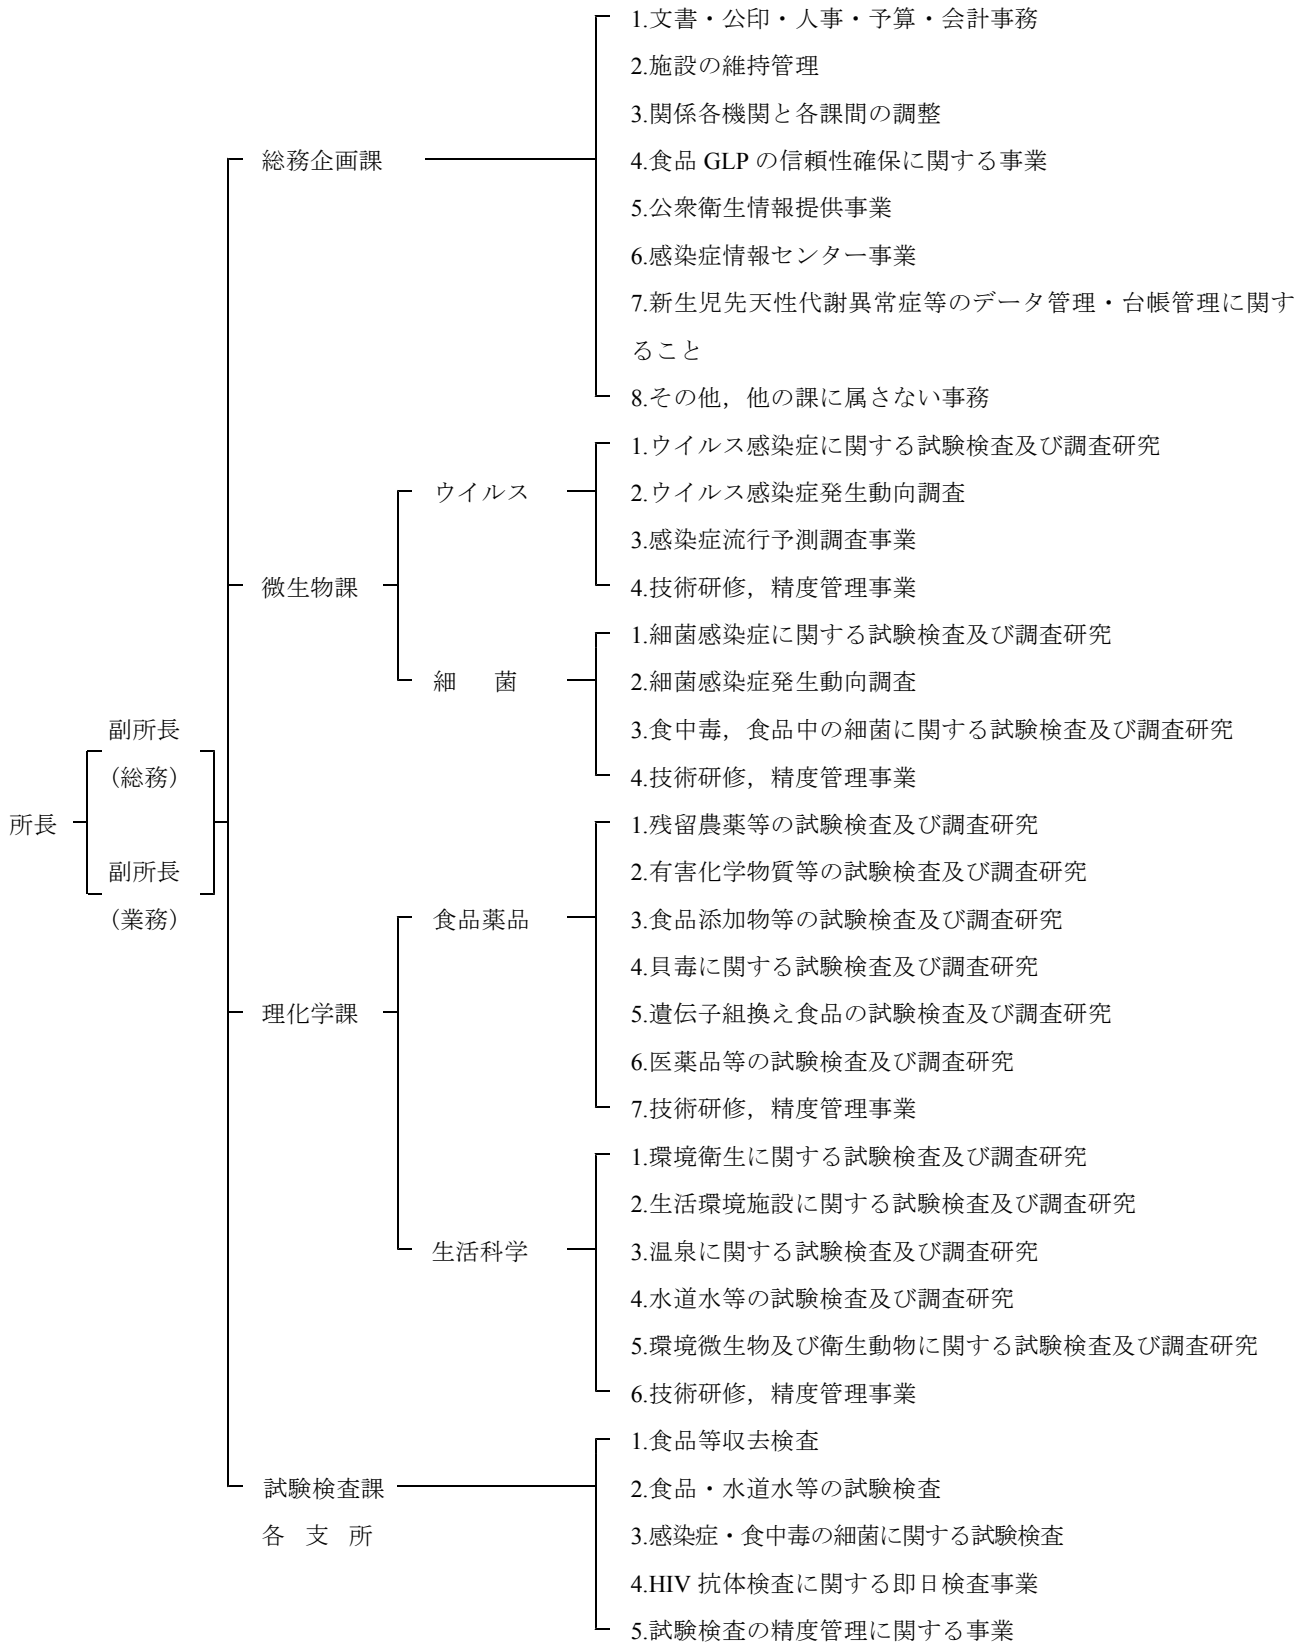 1.文書・公印・人事・予算・会計事務
2.施設の維持管理
3.関係各機関と各課間の調整
総務企画課
4.食品 GLP の信頼性確保に関する事業
5.公衆衛生情報提供事業
6.感染症情報センター事業
7.新生児先天性代謝異常症等のデータ管理・台帳管理に関す
ること
8.その他，他の課に属さない事務
1.ウイルス感染症に関する試験検査及び調査研究
ウイルス
2.ウイルス感染症発生動向調査
3.感染症流行予測調査事業
微生物課
4.技術研修，精度管理事業
1.細菌感染症に関する試験検査及び調査研究
細　菌
2.細菌感染症発生動向調査
副所長
3.食中毒，食品中の細菌に関する試験検査及び調査研究
（総務）
4.技術研修，精度管理事業
所長
1.残留農薬等の試験検査及び調査研究
副所長
2.有害化学物質等の試験検査及び調査研究
（業務）
食品薬品
3.食品添加物等の試験検査及び調査研究
4.貝毒に関する試験検査及び調査研究
理化学課
5.遺伝子組換え食品の試験検査及び調査研究
6.医薬品等の試験検査及び調査研究
7.技術研修，精度管理事業
1.環境衛生に関する試験検査及び調査研究
2.生活環境施設に関する試験検査及び調査研究
生活科学
3.温泉に関する試験検査及び調査研究
4.水道水等の試験検査及び調査研究
5.環境微生物及び衛生動物に関する試験検査及び調査研究
6.技術研修，精度管理事業
1.食品等収去検査
試験検査課
2.食品・水道水等の試験検査
各　支　所
3.感染症・食中毒の細菌に関する試験検査
4.HIV 抗体検査に関する即日検査事業
5.試験検査の精度管理に関する事業